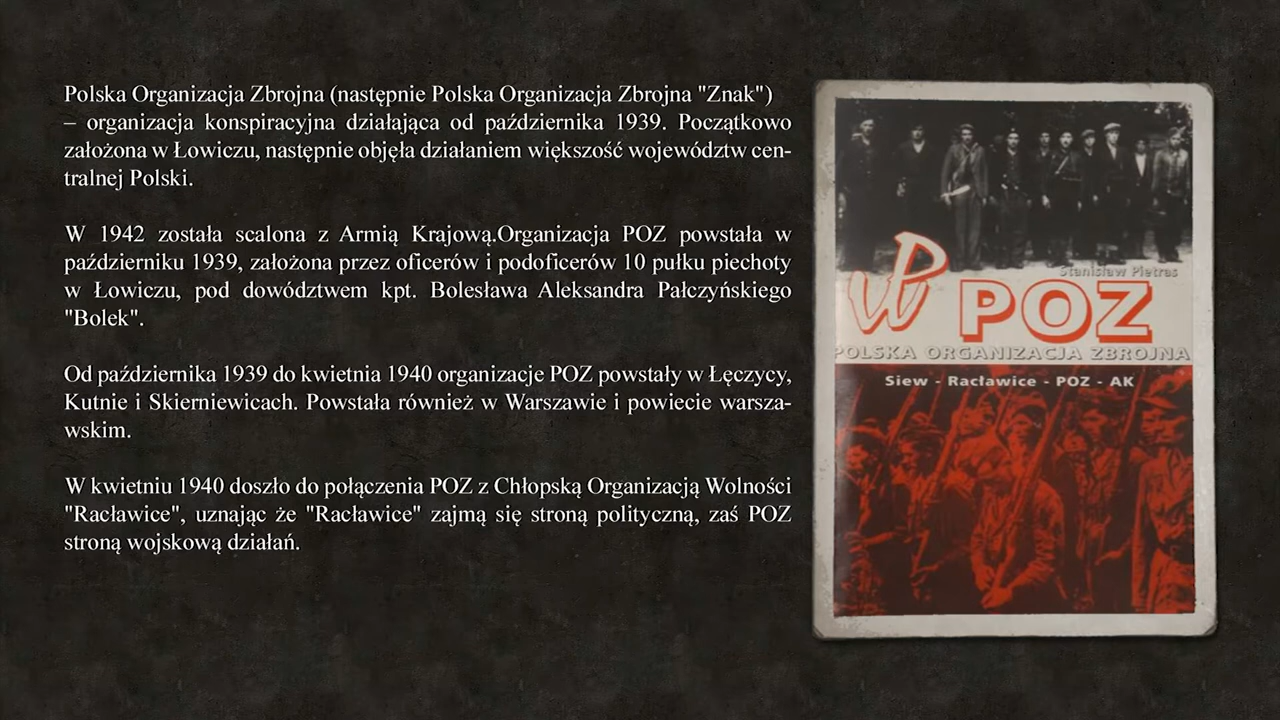 Polska Organizacja Zbrojna (następnie Polska Organizacja Zbrojna "Znak")
– organizacja konspiracyjna działająca od października 1939. Początkowo
założona w Łowiczu, następnie objęła działaniem większość województw cen-
tralnej Polski.
W 1942 została scalona z Armią Krajową.Organizacja POZ powstała w
październiku 1939, założona przez oficerów i podoficerów 10 pułku piechoty
w Łowiczu, pod dowództwem kpt. Bolesława Aleksandra Pałczyńskiego
"Bolek".
Od października 1939 do kwietnia 1940 organizacje POZ powstały w Łęczycy,
Kutnie i Skierniewicach. Powstała również w Warszawie i powiecie warsza-
wskim.
W kwietniu 1940 doszło do połączenia POZ z Chłopską Organizacją Wolności
"Racławice", uznając że "Racławice" zajmą się stroną polityczną, zaś POZ
stroną wojskową działań.
Stanisław Pietras
POZ
POLSKA ORGANIZACJA ZBROJNA
Siew - Racławice - POZ - AK